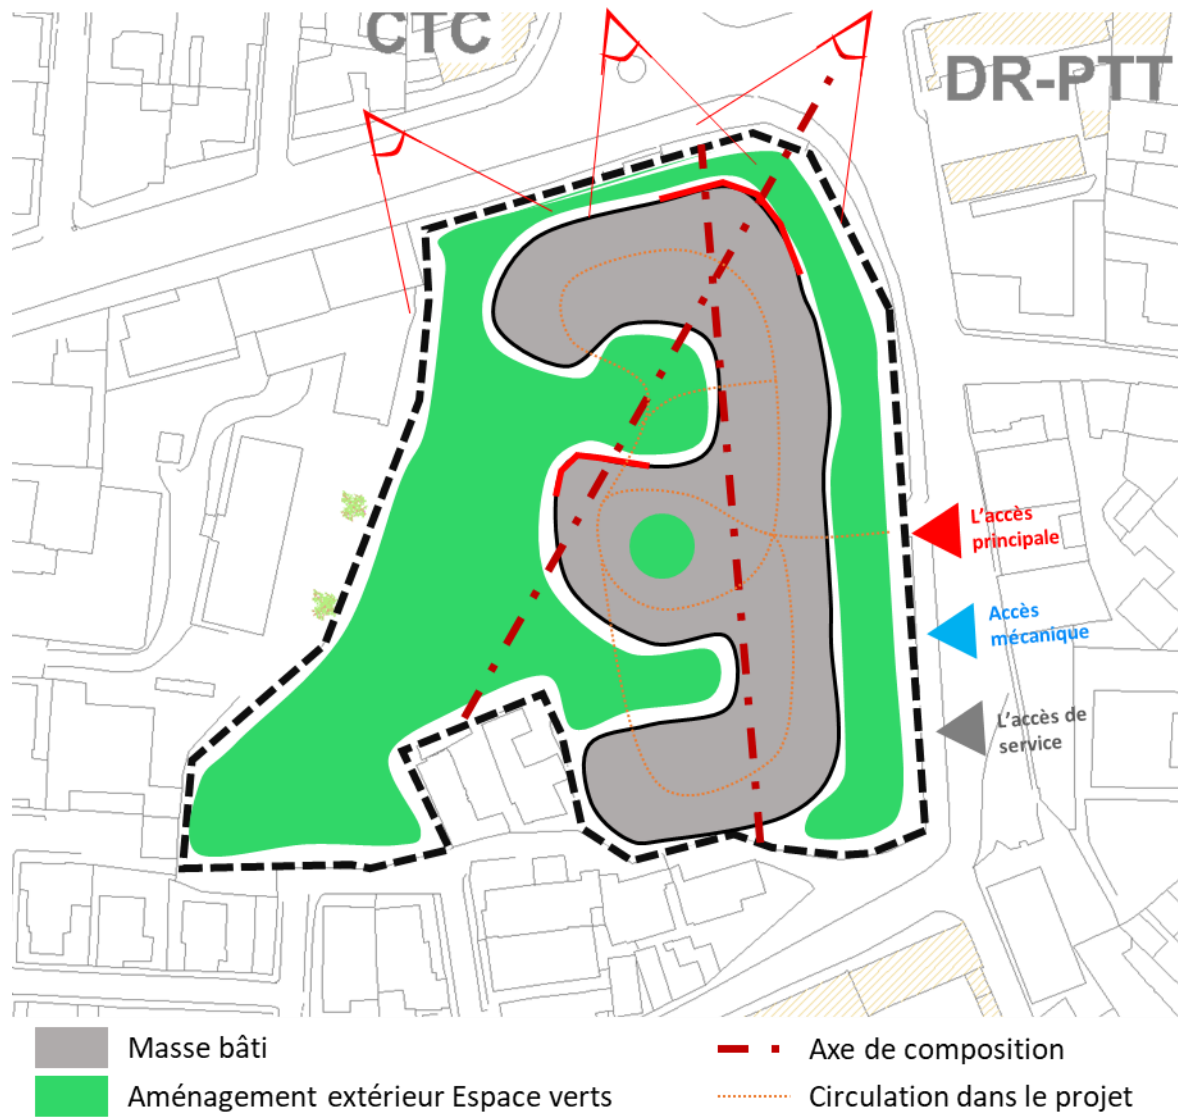 CTC
DR-PTT
L'accès
principale
Accès
mécanique
L'accès de
service
Masse bâti
Axe de composition
Aménagement extérieur Espace verts
Circulation dans le projet